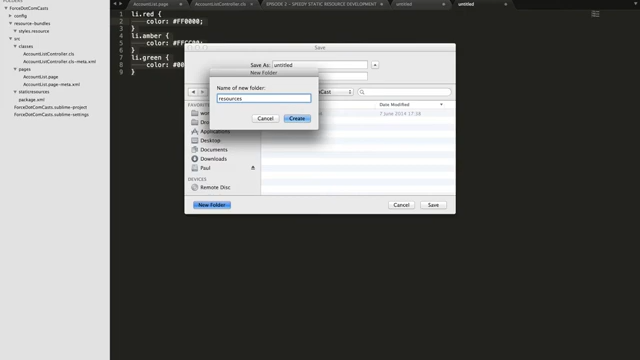 AccountList.page
AccountListController.cls
EPISODE 1 - SPEEDY STATIC RESOURCE DEVELOPMENT
untitled
untitled
ForceDotComCasts
config
resource-bundles
styles.resource
src
classes
AccountListController.cls
AccountListController.cls-meta.xml
pages
AccountList.page
AccountList.page-meta.xml
staticresources
package.xml
ForceDotComCasts.sublime-project
ForceDotComCasts.sublime-settings
1 li.red {
2 color: #FF0000;
3 }
4 li.amber {
5
6 }
7 li.green {
8 color: #00
9 }
Save
Save As: untitled
New Folder
Name of new folder:
resources
Cancel
Create
Cast
Date Modified
7 June 2014 17:38
FAVORITES
Applications
Desktop
Documents
Downloads
Paul
DEVICES
Remote Disc
New Folder
Cancel
Save